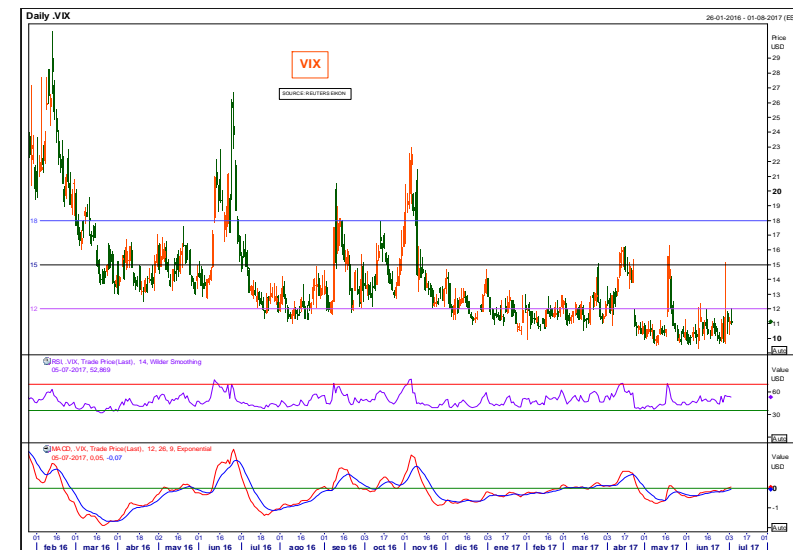 Daily .VIX
26-01-2016 - 01-08-2017 (ES
VIX
SOURCE: REUTERS EIKON
Price
USD
29
28
27
26
25
24
23
22
21
20
19
18
17
16
15
14
13
12
11
10
Auto
18
15
12
RSI, .VIX, Trade Price(Last), 14, Wilder Smoothing
05-07-2017, 52,869
Value
USD
60
30
Auto
MACD, .VIX, Trade Price(Last), 12, 26, 9, Exponential
05-07-2017, 0,05, -0,07
Value
USD
0
-1
Auto
01 16 01 16 01 18 02 16 01 16 01 18 01 16 01 16 03 17 01 16 01 16 03 17 01 16 01 16 03 17 01 16 01 16 03 17 01
feb 16 mar 16 abr 16 may 16 jun 16 jul 16 ago 16 sep 16 oct 16 nov 16 dic 16 ene 17 feb 17 mar 17 abr 17 may 17 jun 17 jul 17